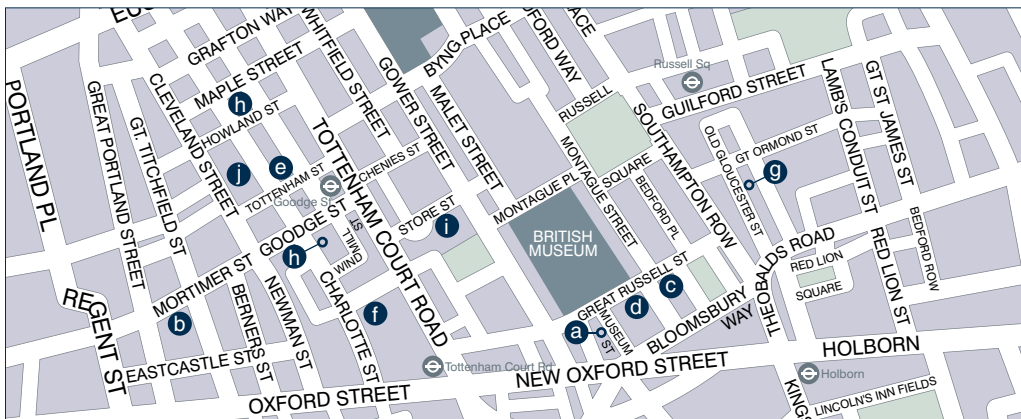 GRAFTON WAY
MAPLE STREET
HOWLAND ST
CLEVELAND STREET
GREAT PORTLAND STREET
GT. TITCHFIELD ST
PORTLAND PL
REGENT ST
MORTIMER ST
GOODGE ST
TOTTENHAM ST
Goodge St
TOTTENHAM COURT ROAD
WHITFIELD STREET
CHENIES ST
STORE ST
GOWER STREET
BYNG PLACE
MALET STREET
MONTAGUE PL
BRITISH
MUSEUM
MONTAGUE STREET
RUSSELL
SQUARE
BEDFORD PL
SOUTHAMPTON ROW
Russell Sq
GUILFORD STREET
OLD GLOUCESTER ST
GT ORMOND ST
LAMB'S CONDUIT ST
GT ST JAMES ST
BEDFORD ROW
RED LION ST
RED LION
SQUARE
THEOBALDS ROAD
BLOOMSBURY
WAY
GREAT RUSSELL ST
MUSEUM
ST
WIND
MILL
ST
CHARLOTTE ST
NEWMAN ST
BERNERS ST
EASTCASTLE ST
OXFORD STREET
Tottenham Court Rd
NEW OXFORD STREET
HOLBORN
Holborn
LINCOLN'S INN FIELDS
h
j
e
h
b
f
i
a
d
c
g